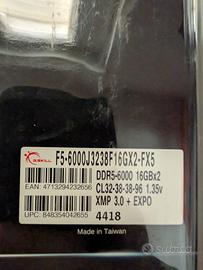 G.SKILL
F5-6000J3238F16GX2-FX5
DDR5-6000 16GBx2
EAN: 4713294232656
CL32-38-38-96 1.35v
XMP 3.0 + EXPO
UPC: 848354042655
4418
Made in Taiwan
Subito